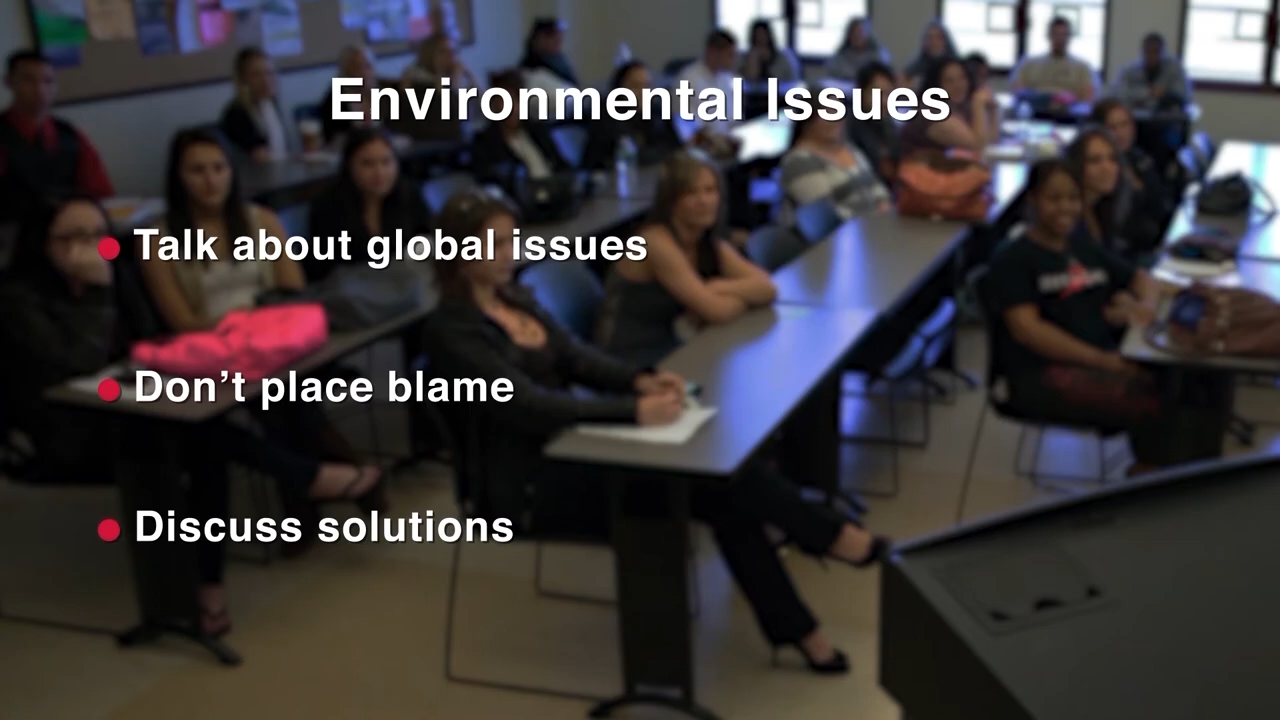 Environmental Issues
Talk about global issues
Don’t place blame
Discuss solutions